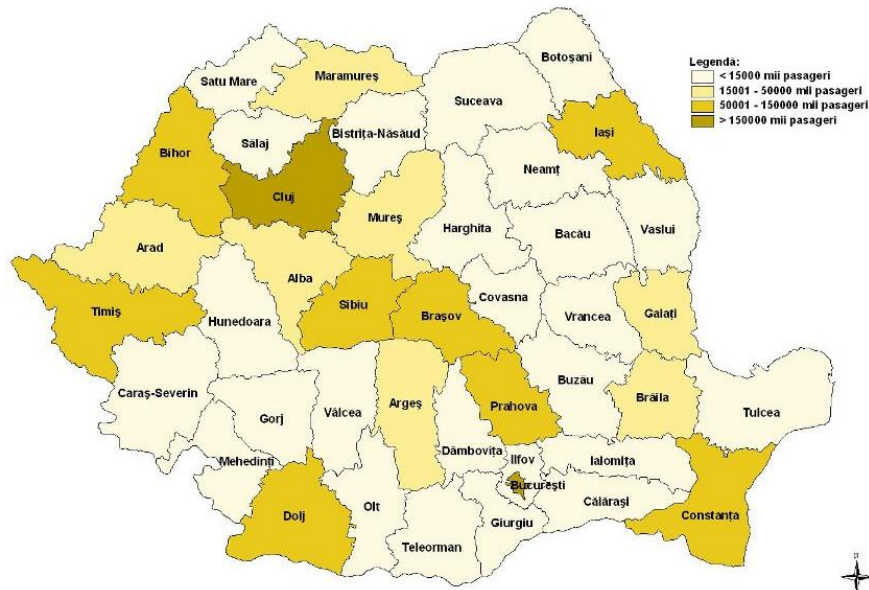 Botoşani
Legendă:
< 15000 mii pasageri
15001 - 50000 mii pasageri
50001 - 150000 mii pasageri
> 150000 mii pasageri
Satu Mare
Maramureş
Suceava
Iaşi
Bistriţa-Năsăud
Sălaj
Bihor
Neamţ
Cluj
Mureş
Harghita
Bacău
Vaslui
Arad
Alba
Sibiu
Braşov
Covasna
Vrancea
Galaţi
Timiş
Hunedoara
Caraş-Severin
Gorj
Vâlcea
Argeş
Prahova
Buzău
Brăila
Tulcea
Mehedinţi
Dâmboviţa
Ilfov
Ialomiţa
Bucureşti
Dolj
Olt
Teleorman
Giurgiu
Călăraşi
Constanţa